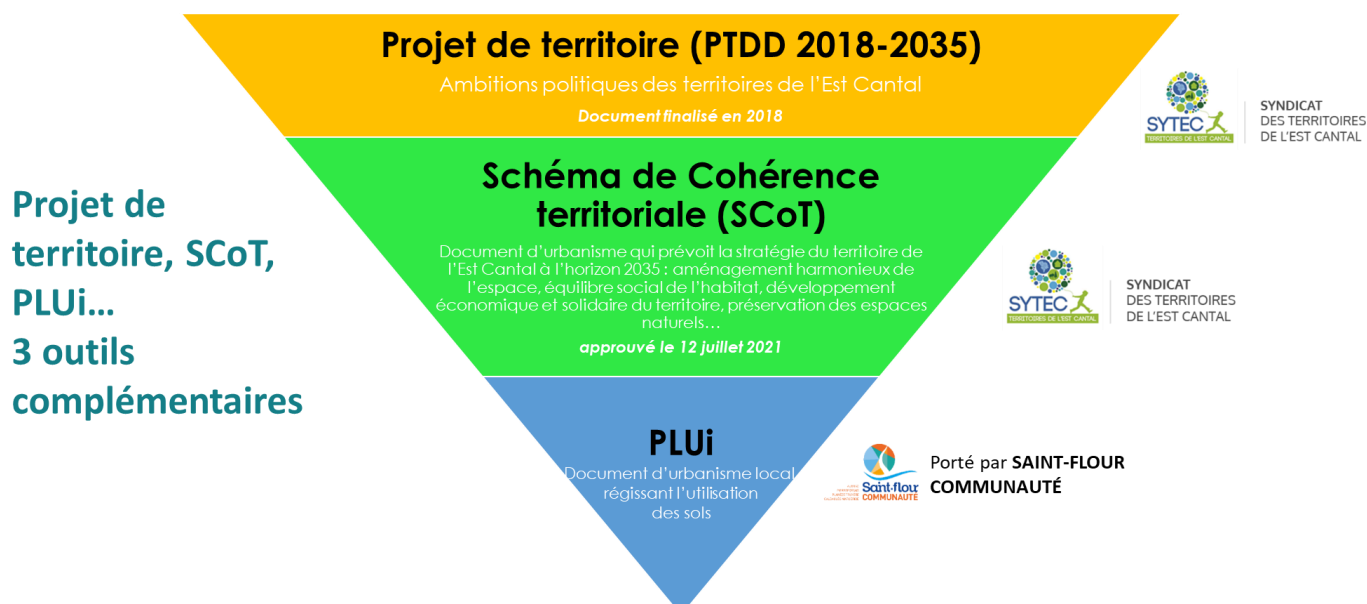 Projet de
territoire, SCoT,
PLUi...
3 outils
complémentaires
Projet de territoire (PTDD 2018-2035)
Ambitions politiques des territoires de l'Est Cantal
Document finalisé en 2018
SYTEC
TERRITOIRES DE L'EST CANTAL
SYNDICAT
DES TERRITOIRES
DE L'EST CANTAL
Schéma de Cohérence
territoriale (SCoT)
Document d'urbanisme qui prévoit la stratégie du territoire de
l'Est Cantal à l'horizon 2035 : aménagement harmonieux de
l'espace, équilibre social de l'habitat, développement
économique et solidaire du territoire, préservation des espaces
naturels...
approuvé le 12 juillet 2021
SYTEC
TERRITOIRES DE L'EST CANTAL
SYNDICAT
DES TERRITOIRES
DE L'EST CANTAL
PLUi
Document d'urbanisme local
régissant l'utilisation
des sols
Saint-flour
COMMUNAUTÉ
Porté par SAINT-FLOUR
COMMUNAUTÉ